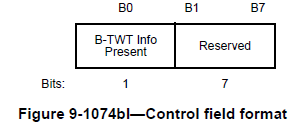 B0 B1 B7
B-TWT Info Reserved
Present
Bits: 1 7
Figure 9-1074bl—Control field format